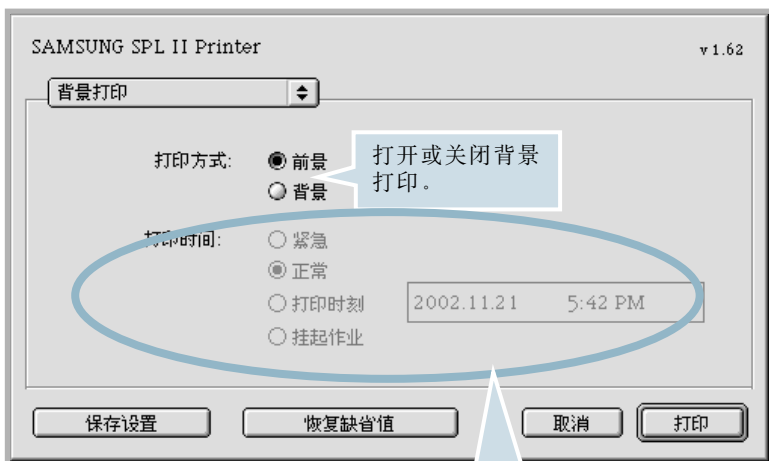 SAMSUNG SPL II Printer
v 1.62
背景打印
打印方式:
前景
背景
打开或关闭背景
打印。
打印时间:
紧急
正常
打印时刻
2002.11.21 5:42 PM
挂起作业
保存设置
恢复缺省值
取消
打印